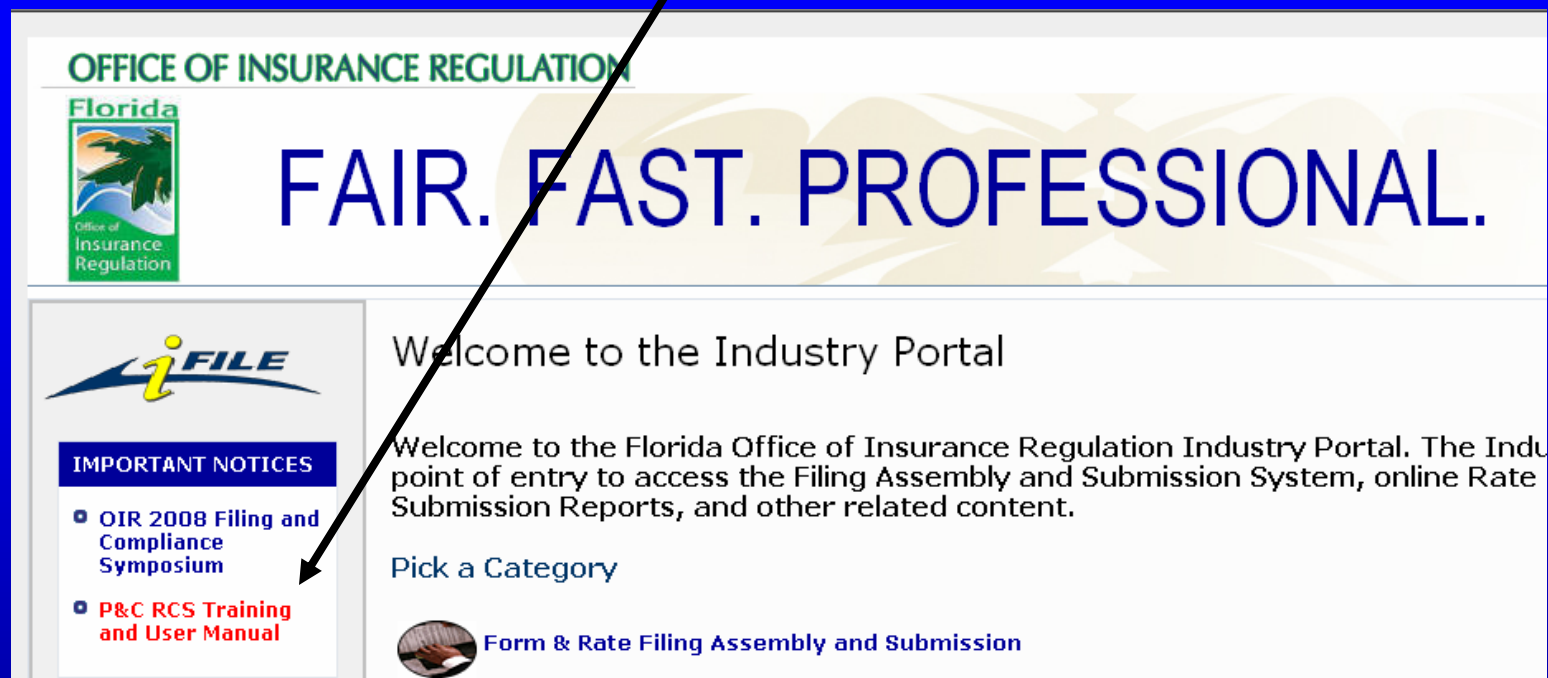 OFFICE OF INSURANCE REGULATION
Florida
Office of
Insurance
Regulation
FAIR. FAST. PROFESSIONAL.
iFILE
IMPORTANT NOTICES
OIR 2008 Filing and
Compliance
Symposium
P&C RCS Training
and User Manual
Welcome to the Industry Portal
Welcome to the Florida Office of Insurance Regulation Industry Portal. The Indu
point of entry to access the Filing Assembly and Submission System, online Rate
Submission Reports, and other related content.
Pick a Category
Form & Rate Filing Assembly and Submission